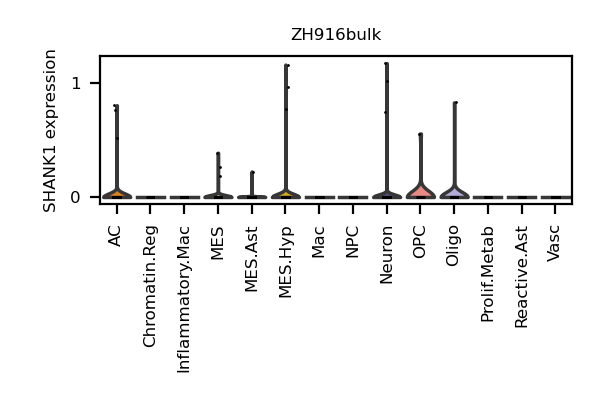 ZH916bulk
SHANK1 expression
1
0
AC
Chromatin.Reg
Inflammatory.Mac
MES
MES.Ast
MES.Hyp
Mac
NPC
Neuron
OPC
Oligo
Prolif.Metab
Reactive.Ast
Vasc